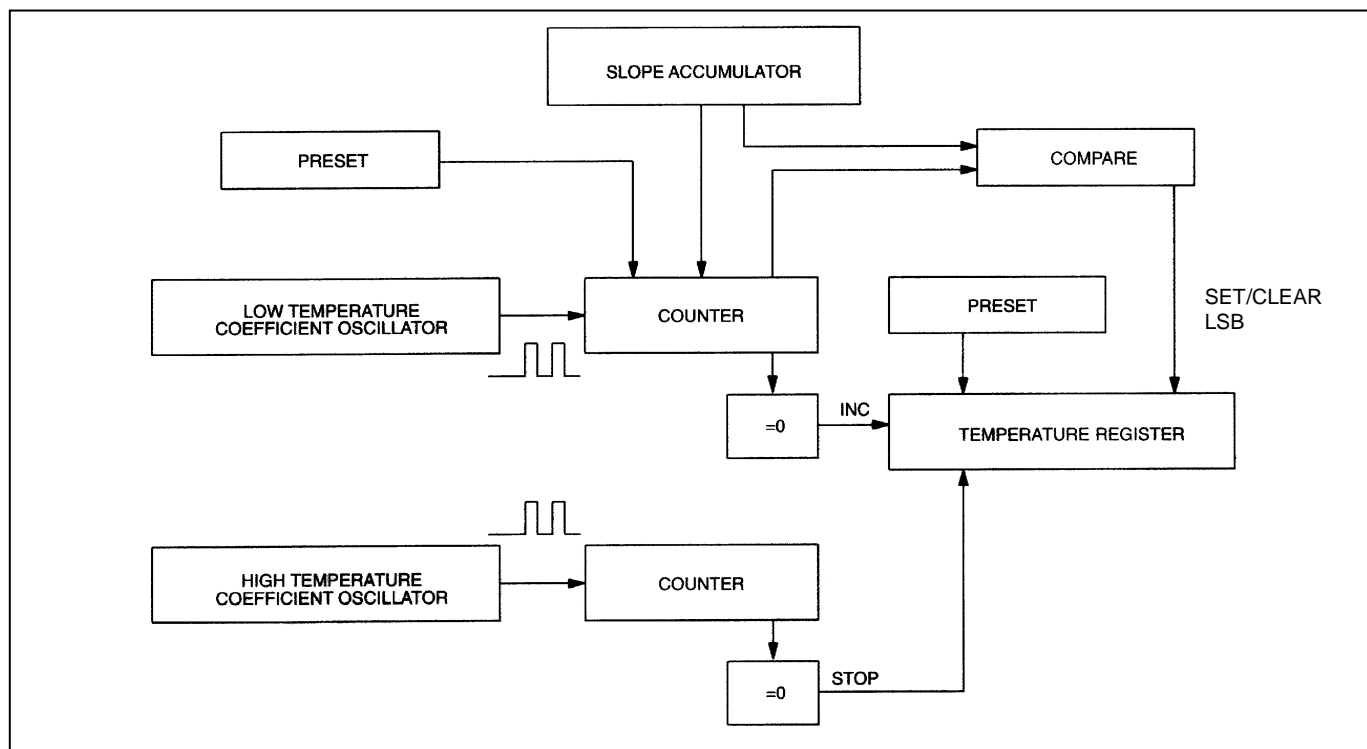 SLOPE ACCUMULATOR
PRESET
COMPARE
LOW TEMPERATURE
COEFFICIENT OSCILLATOR
COUNTER
PRESET
SET/CLEAR
LSB
=0
INC
TEMPERATURE REGISTER
HIGH TEMPERATURE
COEFFICIENT OSCILLATOR
COUNTER
=0
STOP